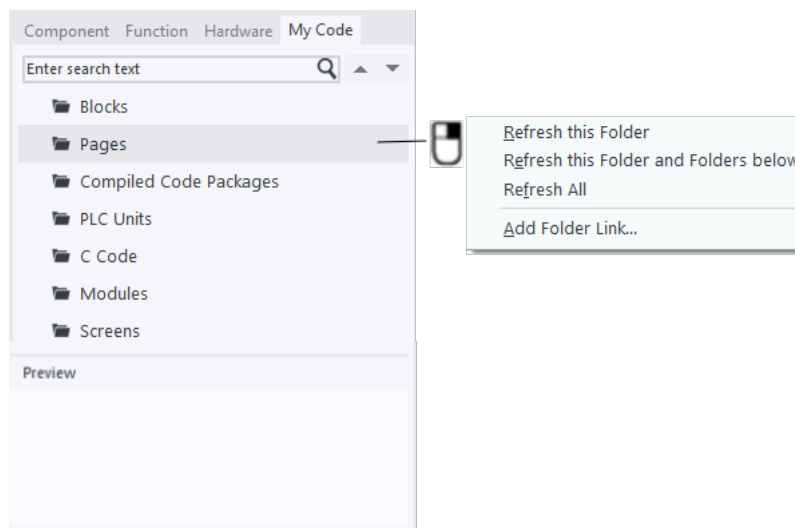 Component Function Hardware My Code
Enter search text
Blocks
Pages
Compiled Code Packages
PLC Units
C Code
Modules
Screens
Preview
Refresh this Folder
Refresh this Folder and Folders below
Refresh All
Add Folder Link...